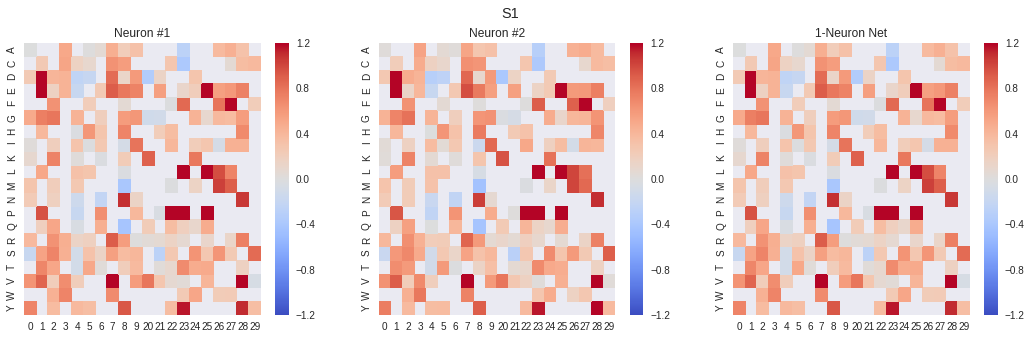 S1
Neuron #1 Neuron #2 1-Neuron Net
A C D E F G H I K L M N P Q R S T V W Y
0 1 2 3 4 5 6 7 8 9 20 21 22 23 24 25 26 27 28 29
1.2 0.8 0.4 0.0 −0.4 −0.8 −1.2
A C D E F G H I K L M N P Q R S T V W Y
0 1 2 3 4 5 6 7 8 9 20 21 22 23 24 25 26 27 28 29
1.2 0.8 0.4 0.0 −0.4 −0.8 −1.2
A C D E F G H I K L M N P Q R S T V W Y
0 1 2 3 4 5 6 7 8 9 20 21 22 23 24 25 26 27 28 29
1.2 0.8 0.4 0.0 −0.4 −0.8 −1.2